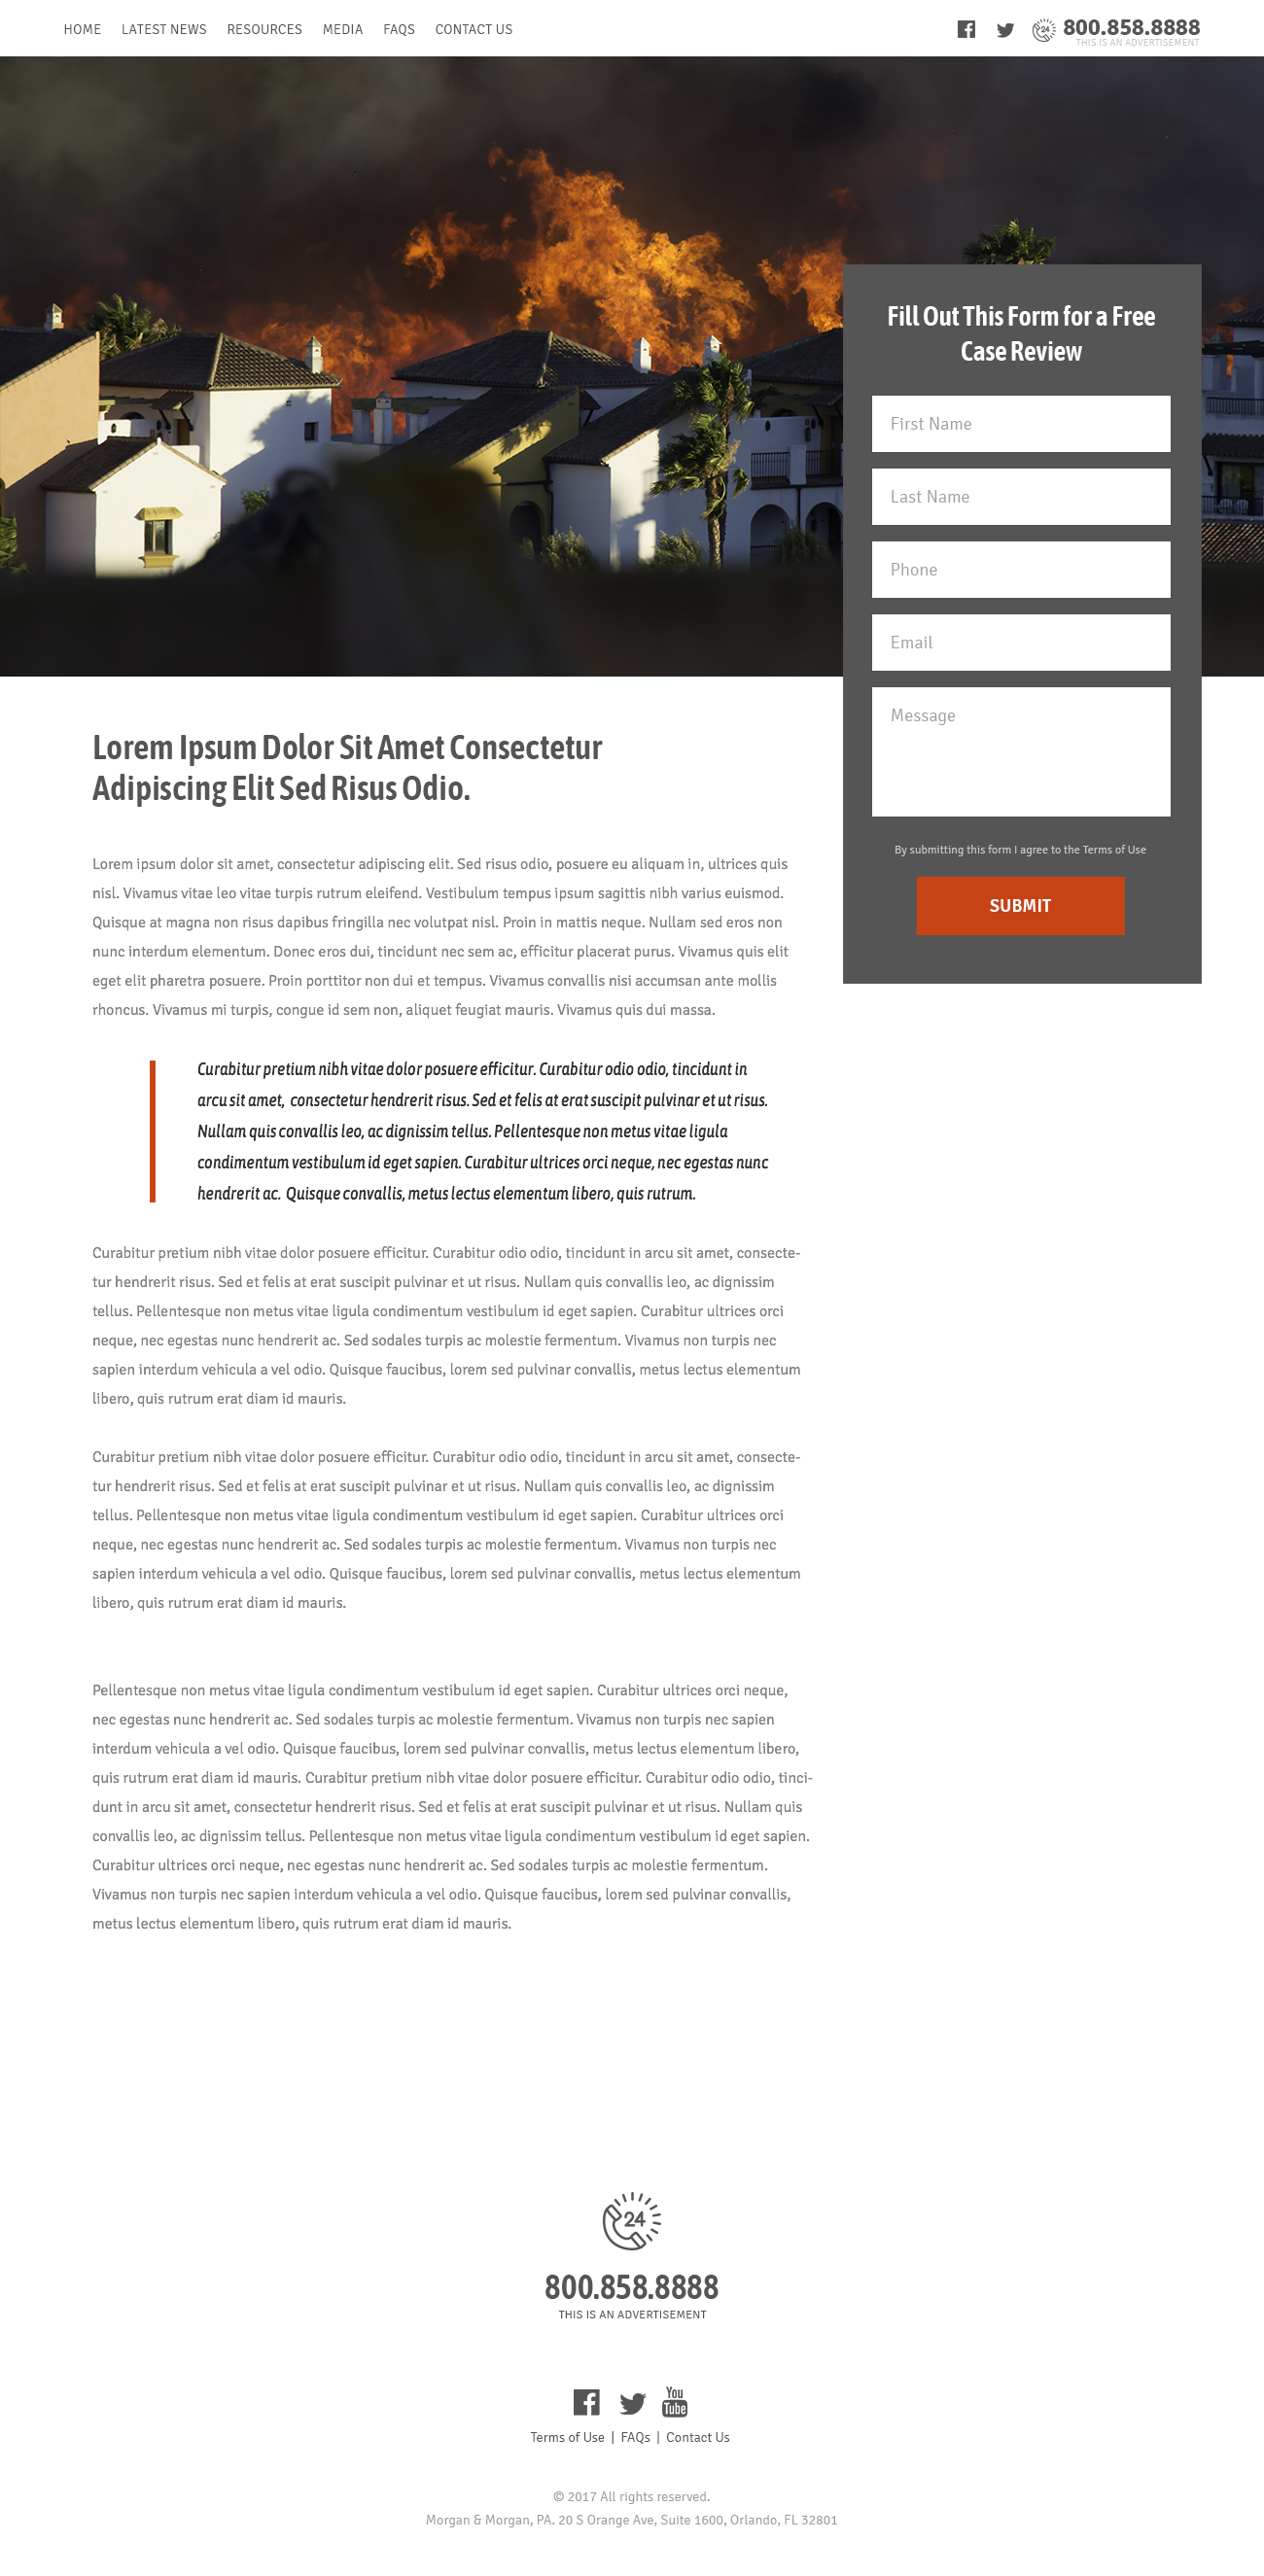 HOME LATEST NEWS RESOURCES MEDIA FAQS CONTACT US
24 800.858.8888
THIS IS AN ADVERTISEMENT
Fill Out This Form for a Free
Case Review
First Name
Last Name
Phone
Email
Message
By submitting this form I agree to the Terms of Use
SUBMIT
Lorem Ipsum Dolor Sit Amet Consectetur
Adipiscing Elit Sed Risus Odio.
Lorem ipsum dolor sit amet, consectetur adipiscing elit. Sed risus odio, posuere eu aliquam in, ultrices quis
nisl. Vivamus vitae leo vitae turpis rutrum eleifend. Vestibulum tempus ipsum sagittis nibh varius euismod.
Quisque at magna non risus dapibus fringilla nec volutpat nisl. Proin in mattis neque. Nullam sed eros non
nunc interdum elementum. Donec eros dui, tincidunt nec sem ac, efficitur placerat purus. Vivamus quis elit
eget elit pharetra posuere. Proin porttitor non dui et tempus. Vivamus convallis nisi accumsan ante mollis
rhoncus. Vivamus mi turpis, congue id sem non, aliquet feugiat mauris. Vivamus quis dui massa.
Curabitur pretium nibh vitae dolor posuere efficitur. Curabitur odio odio, tincidunt in
arcu sit amet, consectetur hendrerit risus. Sed et felis at erat suscipit pulvinar et ut risus.
Nullam quis convallis leo, ac dignissim tellus. Pellentesque non metus vitae ligula
condimentum vestibulum id eget sapien. Curabitur ultrices orci neque, nec egestas nunc
hendrerit ac. Quisque convallis, metus lectus elementum libero, quis rutrum.
Curabitur pretium nibh vitae dolor posuere efficitur. Curabitur odio odio, tincidunt in arcu sit amet, consecte-
tur hendrerit risus. Sed et felis at erat suscipit pulvinar et ut risus. Nullam quis convallis leo, ac dignissim
tellus. Pellentesque non metus vitae ligula condimentum vestibulum id eget sapien. Curabitur ultrices orci
neque, nec egestas nunc hendrerit ac. Sed sodales turpis ac molestie fermentum. Vivamus non turpis nec
sapien interdum vehicula a vel odio. Quisque faucibus, lorem sed pulvinar convallis, metus lectus elementum
libero, quis rutrum erat diam id mauris.
Curabitur pretium nibh vitae dolor posuere efficitur. Curabitur odio odio, tincidunt in arcu sit amet, consecte-
tur hendrerit risus. Sed et felis at erat suscipit pulvinar et ut risus. Nullam quis convallis leo, ac dignissim
tellus. Pellentesque non metus vitae ligula condimentum vestibulum id eget sapien. Curabitur ultrices orci
neque, nec egestas nunc hendrerit ac. Sed sodales turpis ac molestie fermentum. Vivamus non turpis nec
sapien interdum vehicula a vel odio. Quisque faucibus, lorem sed pulvinar convallis, metus lectus elementum
libero, quis rutrum erat diam id mauris.
Pellentesque non metus vitae ligula condimentum vestibulum id eget sapien. Curabitur ultrices orci neque,
nec egestas nunc hendrerit ac. Sed sodales turpis ac molestie fermentum. Vivamus non turpis nec sapien
interdum vehicula a vel odio. Quisque faucibus, lorem sed pulvinar convallis, metus lectus elementum libero,
quis rutrum erat diam id mauris. Curabitur pretium nibh vitae dolor posuere efficitur. Curabitur odio odio, tinci-
dunt in arcu sit amet, consectetur hendrerit risus. Sed et felis at erat suscipit pulvinar et ut risus. Nullam quis
convallis leo, ac dignissim tellus. Pellentesque non metus vitae ligula condimentum vestibulum id eget sapien.
Curabitur ultrices orci neque, nec egestas nunc hendrerit ac. Sed sodales turpis ac molestie fermentum.
Vivamus non turpis nec sapien interdum vehicula a vel odio. Quisque faucibus, lorem sed pulvinar convallis,
metus lectus elementum libero, quis rutrum erat diam id mauris.
24
800.858.8888
THIS IS AN ADVERTISEMENT
You
Tube
Terms of Use | FAQs | Contact Us
© 2017 All rights reserved.
Morgan & Morgan, PA. 20 S Orange Ave, Suite 1600, Orlando, FL 32801